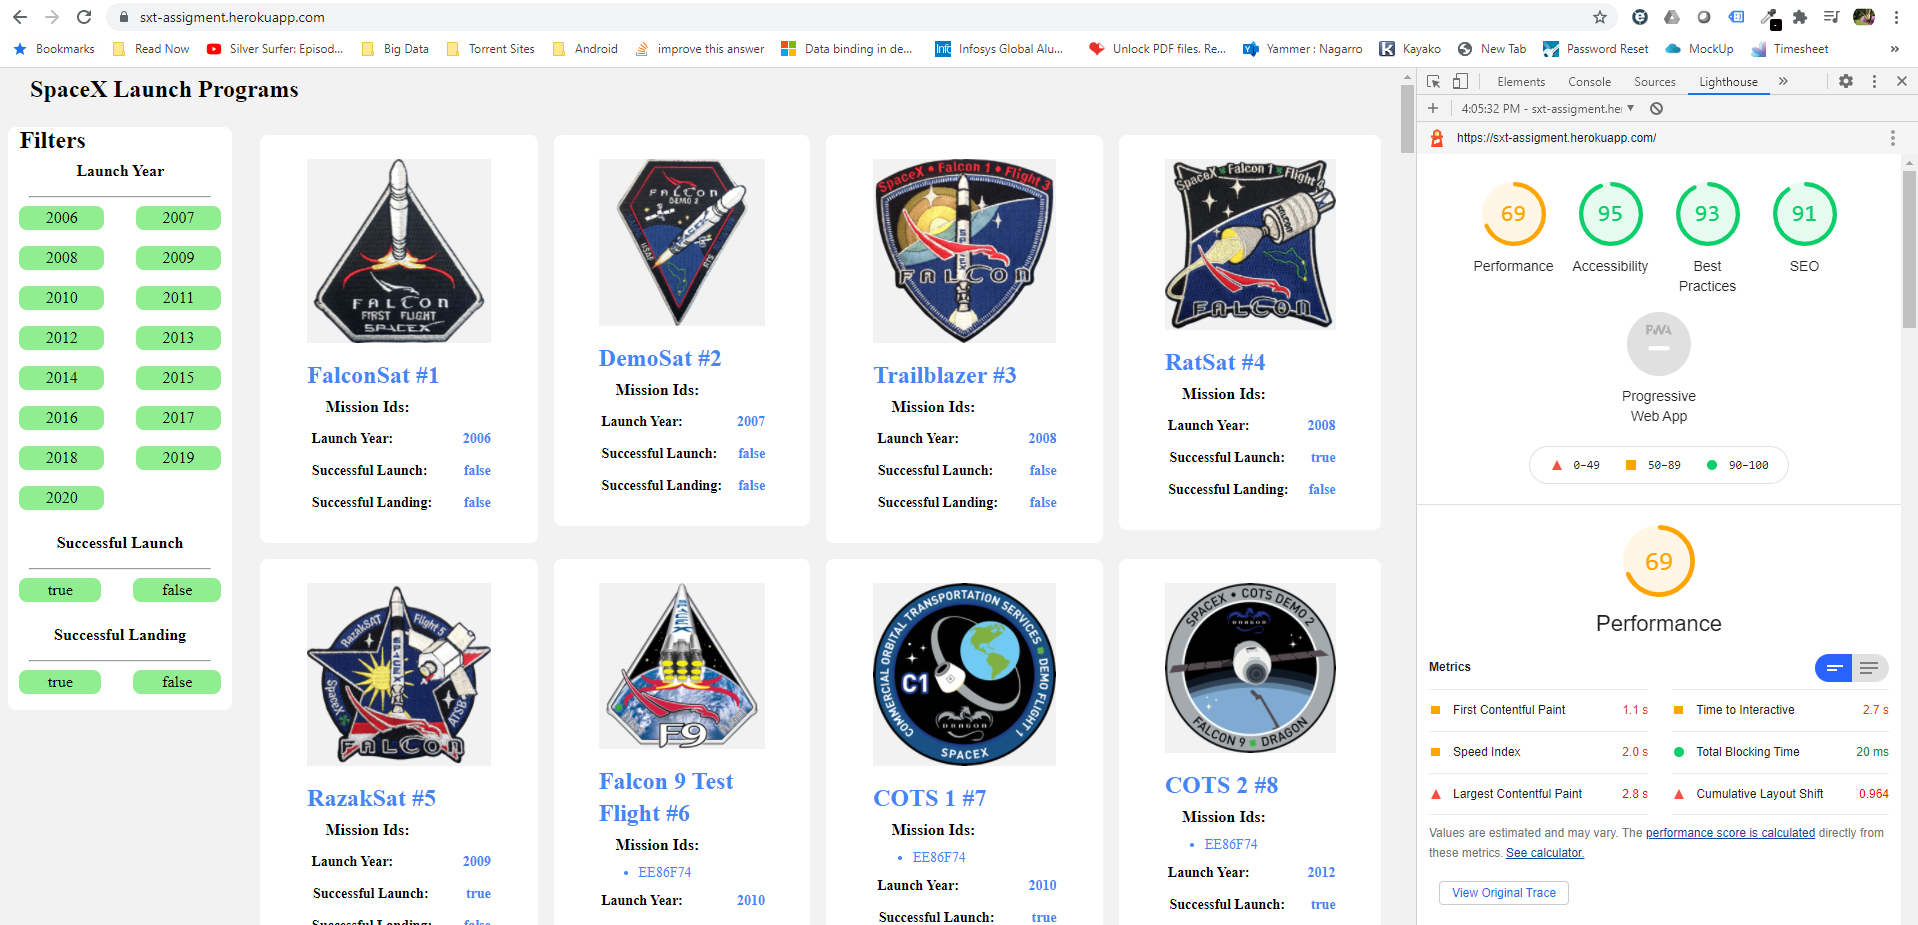 sxt-assigment.herokuapp.com
Bookmarks
Read Now
Silver Surfer: Episod...
Big Data
Torrent Sites
Android
improve this answer
Data binding in de...
Infosys Global Alu...
Unlock PDF files. Re...
Yammer : Nagarro
Kayako
New Tab
Password Reset
MockUp
Timesheet
»
SpaceX Launch Programs
Filters
Launch Year
2006 2007
2008 2009
2010 2011
2012 2013
2014 2015
2016 2017
2018 2019
2020
Successful Launch
true false
Successful Landing
true false
FALCON
FIRST FLIGHT
SPACEX
FalconSat #1
Mission Ids:
Launch Year: 2006
Successful Launch: false
Successful Landing: false
FALCON
DEMO 2
SPACEX
DemoSat #2
Mission Ids:
Launch Year: 2007
Successful Launch: false
Successful Landing: false
SpaceX • Falcon 1 • Flight 3
SPACEX
FALCON
Trailblazer #3
Mission Ids:
Launch Year: 2008
Successful Launch: false
Successful Landing: false
SpaceX Falcon 1 Flight 4
FALCON
RatSat #4
Mission Ids:
Launch Year: 2008
Successful Launch: true
Successful Landing: false
RazakSAT Flight 5
SPACEX
SpaceX ATSB
FALCON
RazakSat #5
Mission Ids:
Launch Year: 2009
Successful Launch: true
Successful Landing: false
SPACEX
F9
Falcon 9 Test
Flight #6
Mission Ids:
• EE86F74
Launch Year: 2010
COMMERCIAL ORBITAL TRANSPORTATION SERVICES • DEMO FLIGHT 1
C1
DRAGON
SPACEX
COTS 1 #7
Mission Ids:
• EE86F74
Launch Year: 2010
Successful Launch: true
SPACEX • COTS DEMO 2
DRAGON
FALCON 9 DRAGON
COTS 2 #8
Mission Ids:
• EE86F74
Launch Year: 2012
Successful Launch: true
Elements Console Sources Lighthouse »
4:05:32 PM - sxt-assigment.he
https://sxt-assigment.herokuapp.com/
69 95 93 91
Performance Accessibility Best Practices SEO
PWA
Progressive
Web App
0–49 50–89 90–100
69
Performance
Metrics
First Contentful Paint 1.1 s
Time to Interactive 2.7 s
Speed Index 2.0 s
Total Blocking Time 20 ms
Largest Contentful Paint 2.8 s
Cumulative Layout Shift 0.964
Values are estimated and may vary. The performance score is calculated directly from
these metrics. See calculator.
View Original Trace